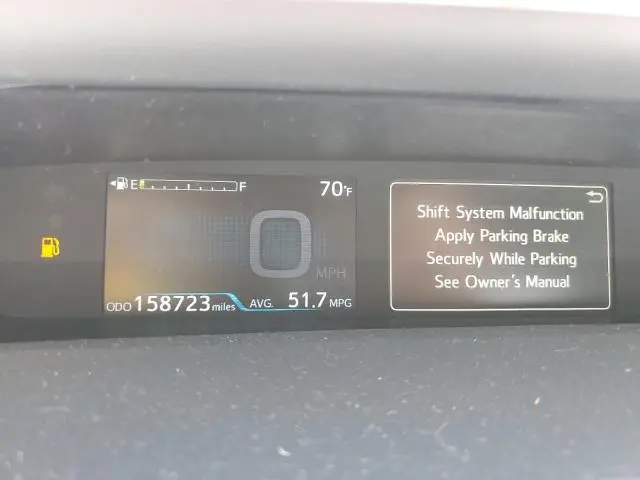 E F 70°F
0 MPH
ODO 158723 miles AVG. 51.7 MPG
Shift System Malfunction
Apply Parking Brake
Securely While Parking
See Owner's Manual